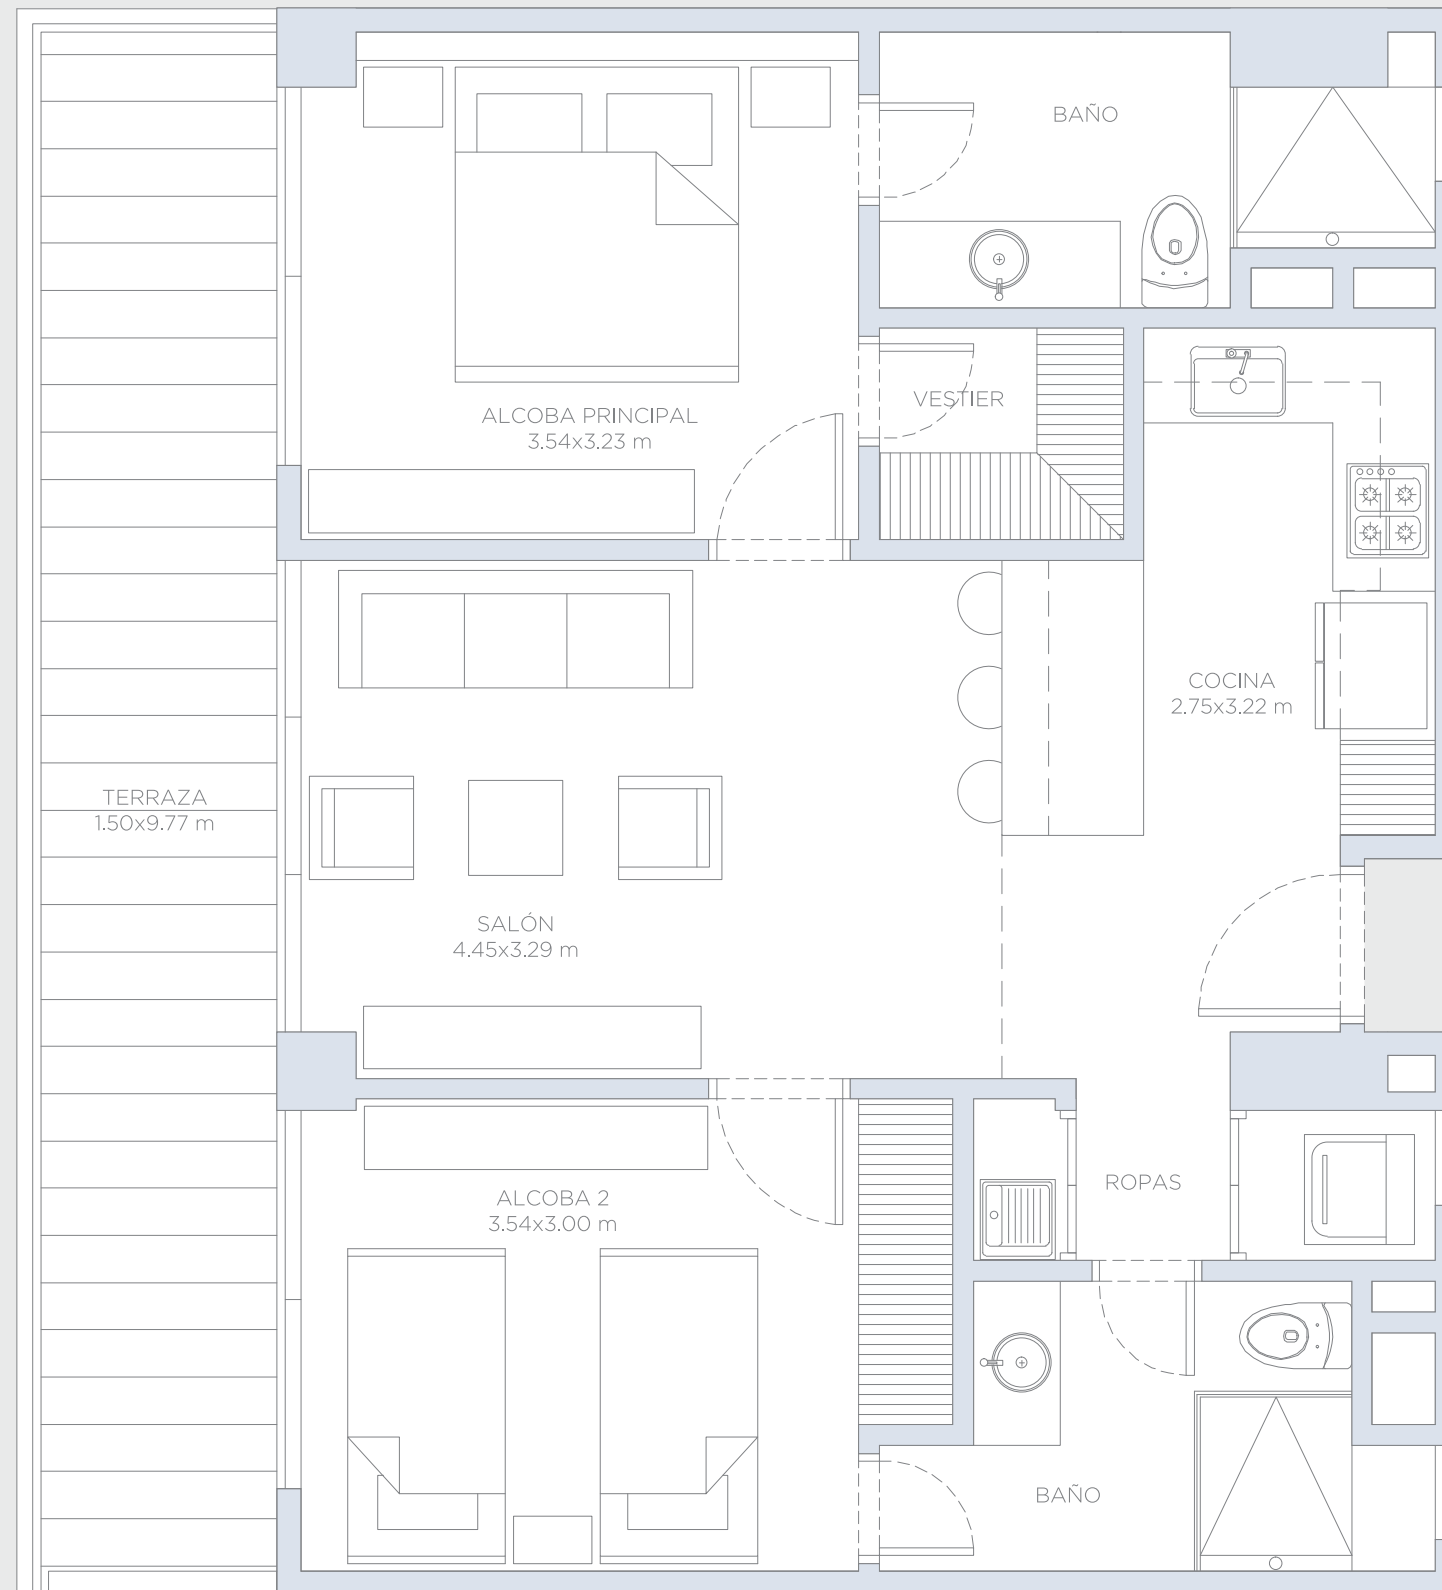 BAÑO
VESTIER
ALCOBA PRINCIPAL
3.54x3.23 m
COCINA
2.75x3.22 m
TERRAZA
1.50x9.77 m
SALÓN
4.45x3.29 m
ROPAS
ALCOBA 2
3.54x3.00 m
BAÑO